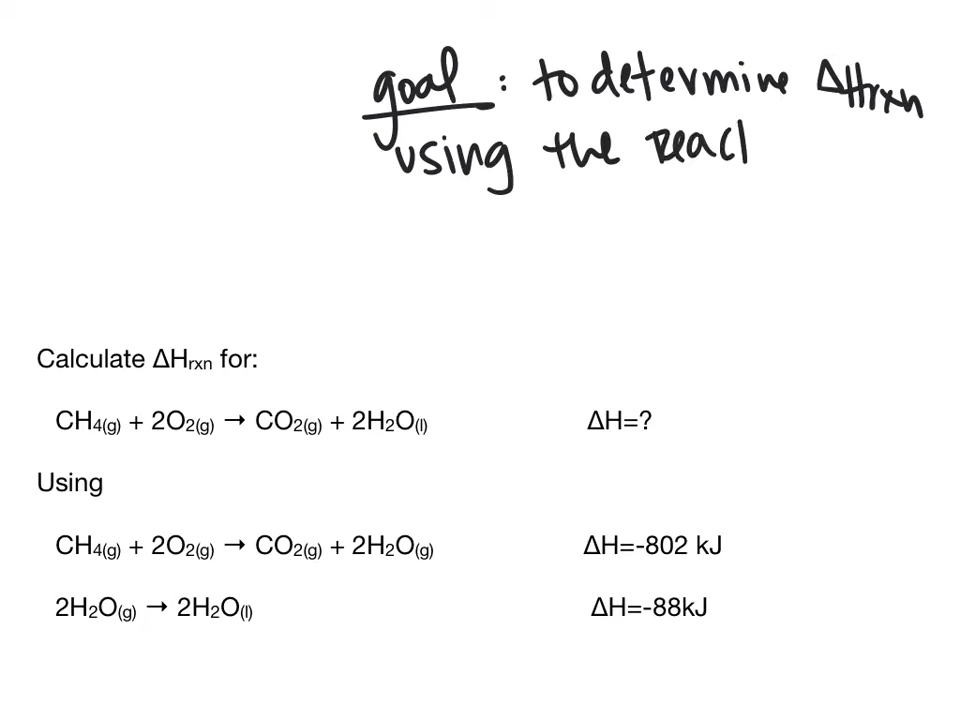 goal : to determine ΔHrxn
using the reac
Calculate ΔHrxn for:
CH4(g) + 2O2(g) → CO2(g) + 2H2O(l) ΔH=?
Using
CH4(g) + 2O2(g) → CO2(g) + 2H2O(g) ΔH=-802 kJ
2H2O(g) → 2H2O(l) ΔH=-88kJ